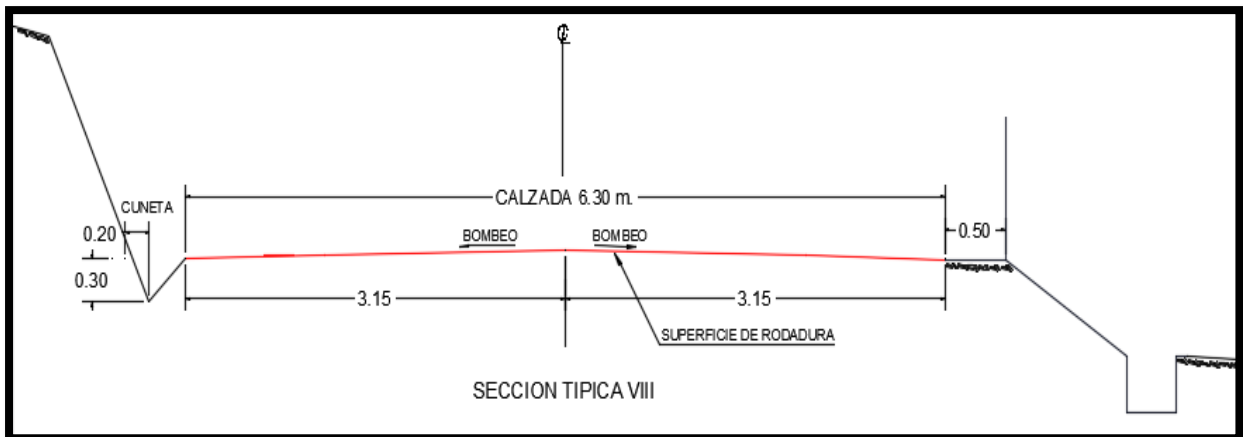 ℄
CALZADA 6.30 m.
CUNETA
0.20
BOMBEO
BOMBEO
0.50
0.30
3.15
3.15
SUPERFICIE DE RODADURA
SECCION TIPICA VIII